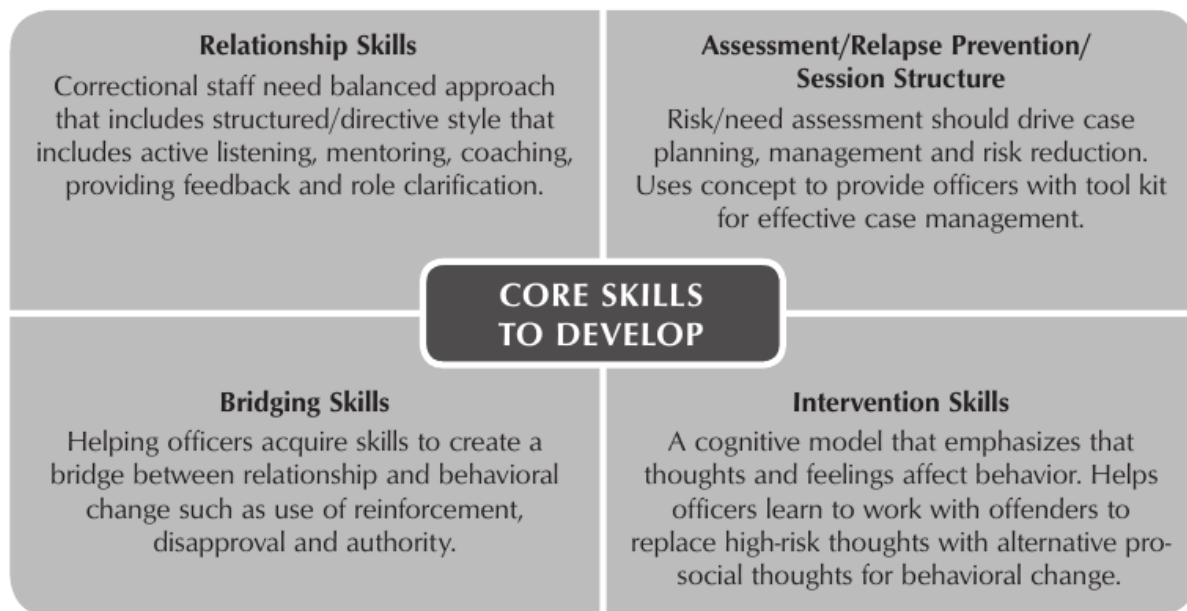 Relationship Skills
Correctional staff need balanced approach
that includes structured/directive style that
includes active listening, mentoring, coaching,
providing feedback and role clarification.
Assessment/Relapse Prevention/
Session Structure
Risk/need assessment should drive case
planning, management and risk reduction.
Uses concept to provide officers with tool kit
for effective case management.
CORE SKILLS
TO DEVELOP
Bridging Skills
Helping officers acquire skills to create a
bridge between relationship and behavioral
change such as use of reinforcement,
disapproval and authority.
Intervention Skills
A cognitive model that emphasizes that
thoughts and feelings affect behavior. Helps
officers learn to work with offenders to
replace high-risk thoughts with alternative pro-
social thoughts for behavioral change.